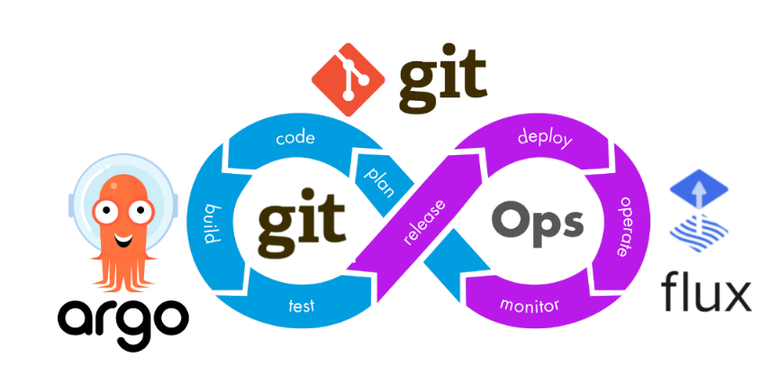 git
code
plan
build
git
test
release
deploy
Ops
operate
monitor
argo
flux